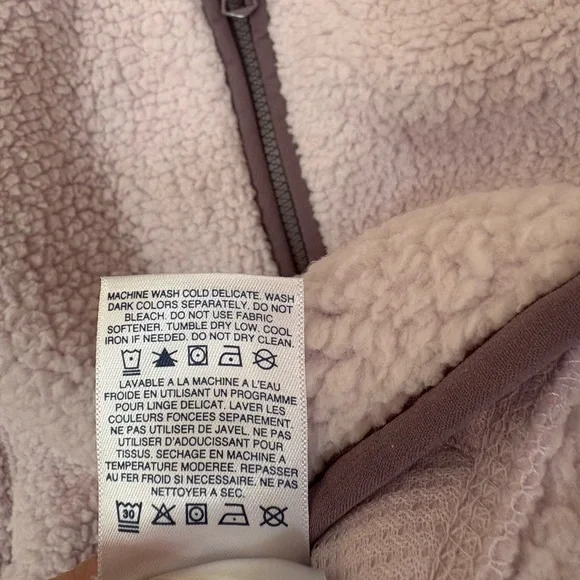 MACHINE WASH COLD DELICATE. WASH
DARK COLORS SEPARATELY. DO NOT
BLEACH. DO NOT USE FABRIC
SOFTENER. TUMBLE DRY LOW. COOL
IRON IF NEEDED. DO NOT DRY CLEAN.
LAVABLE A LA MACHINE A L'EAU
FROIDE EN UTILISANT UN PROGRAMME
POUR LINGE DELICAT. LAVER LES
COULEURS FONCEES SEPAREMENT.
NE PAS UTILISER DE JAVEL. NE PAS
UTILISER D'ADOUCISSANT POUR
TISSUS. SECHAGE EN MACHINE A
TEMPERATURE MODEREE. REPASSER
AU FER FROID SI NECESSAIRE. NE PAS
NETTOYER A SEC.
30